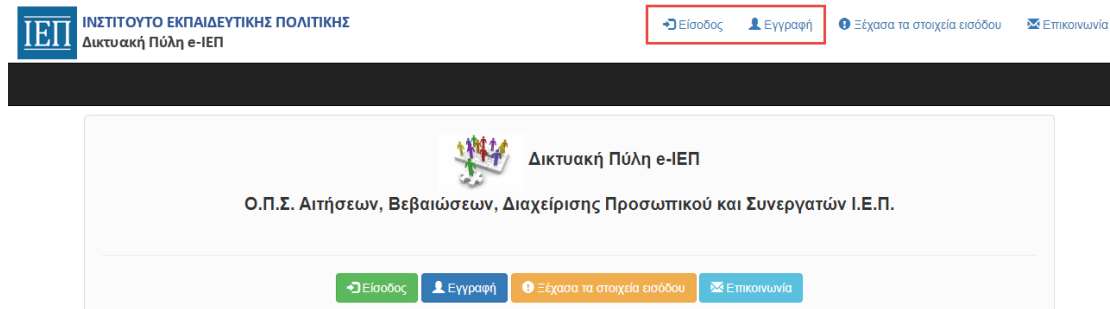 ΙΕΠ
ΙΝΣΤΙΤΟΥΤΟ ΕΚΠΑΙΔΕΥΤΙΚΗΣ ΠΟΛΙΤΙΚΗΣ
Δικτυακή Πύλη e-ΙΕΠ
Είσοδος Εγγραφή Ξέχασα τα στοιχεία εισόδου Επικοινωνία
Δικτυακή Πύλη e-ΙΕΠ
Ο.Π.Σ. Αιτήσεων, Βεβαιώσεων, Διαχείρισης Προσωπικού και Συνεργατών Ι.Ε.Π.
Είσοδος Εγγραφή Ξέχασα τα στοιχεία εισόδου Επικοινωνία